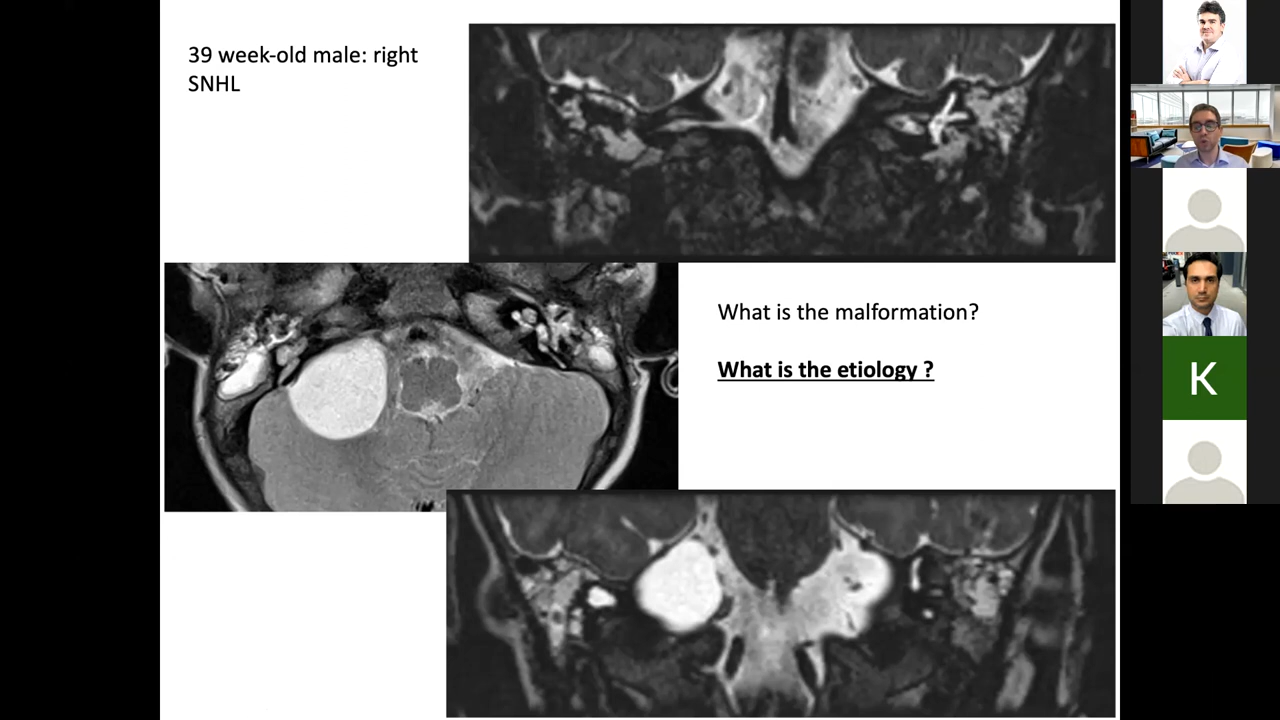 39 week-old male: right
SNHL
What is the malformation?
What is the etiology ?
K